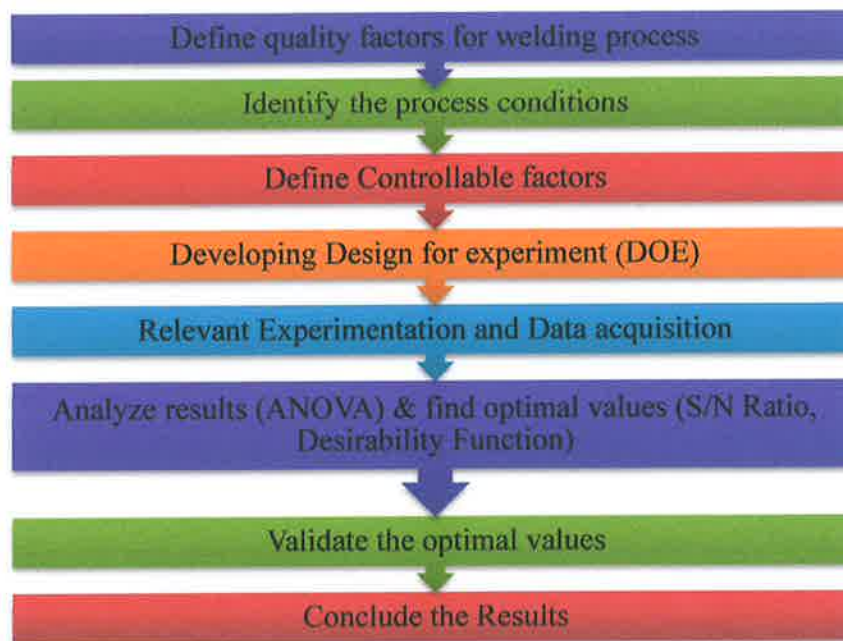 Define quality factors for welding process
Identify the process conditions
Define Controllable factors
Developing Design for experiment (DOE)
Relevant Experimentation and Data acquisition
Analyze results (ANOVA) & find optimal values (S/N Ratio,
Desirability Function)
Validate the optimal values
Conclude the Results